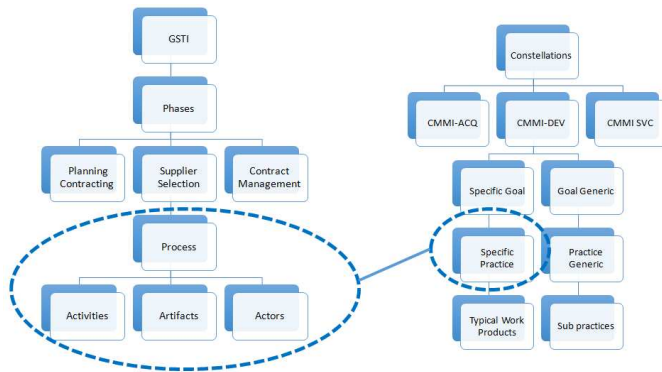 GSTI
Phases
Planning
Contracting
Supplier
Selection
Contract
Management
Process
Activities
Artifacts
Actors
Constellations
CMMI-ACQ
CMMI-DEV
CMMI SVC
Specific Goal
Goal Generic
Specific
Practice
Practice
Generic
Typical Work
Products
Sub practices